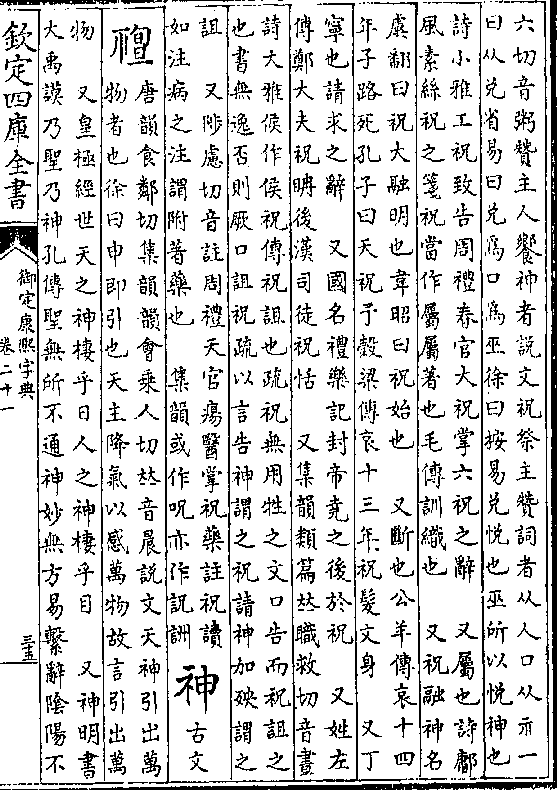 六切音粥贊主人饗神者說文祝祭主贊詞者从人口从示一
曰从兌省易曰兌爲口爲巫徐曰按易兌悅也巫所以悅神也
詩小雅工祝致告周禮春官大祝掌六祝之辭 又屬也詩鄘
風素絲祝之箋祝當作屬屬著也毛傳訓織也 又祝融神名
虞翻曰祝大融明也韋昭曰祝始也 又斷也公羊傳哀十四
年子路死孔子曰天祝予穀梁傳哀十三年祝髮文身 又丁
寧也請求之辭 又國名禮樂記封帝堯之後於祝 又姓左
傳鄭大夫祝聃後漢司徒祝恬 又集韻類篇𠀤職救切音晝
詩大雅侯作侯祝傳祝詛也疏祝無用牲之文口告而祝詛之
也書無逸否則厥口詛祝疏以言告神謂之祝請神加殃謂之
詛 又陟慮切音註周禮天官瘍醫掌祝藥註祝讀
如注病之注謂附著藥也 集韻或作呪亦作詋詶 神 古文
𥛠 唐韻食鄰切集韻韻會乘人切𠀤音晨說文天神引出萬
物者也徐曰申即引也天主降氣以感萬物故言引出萬
物 又皇極經世天之神棲乎日人之神棲乎目 又神明書
大禹謨乃聖乃神孔傳聖無所不通神妙無方易繫辭陰陽不
欽定四庫全書
御定康熙字典
卷二十一
三五